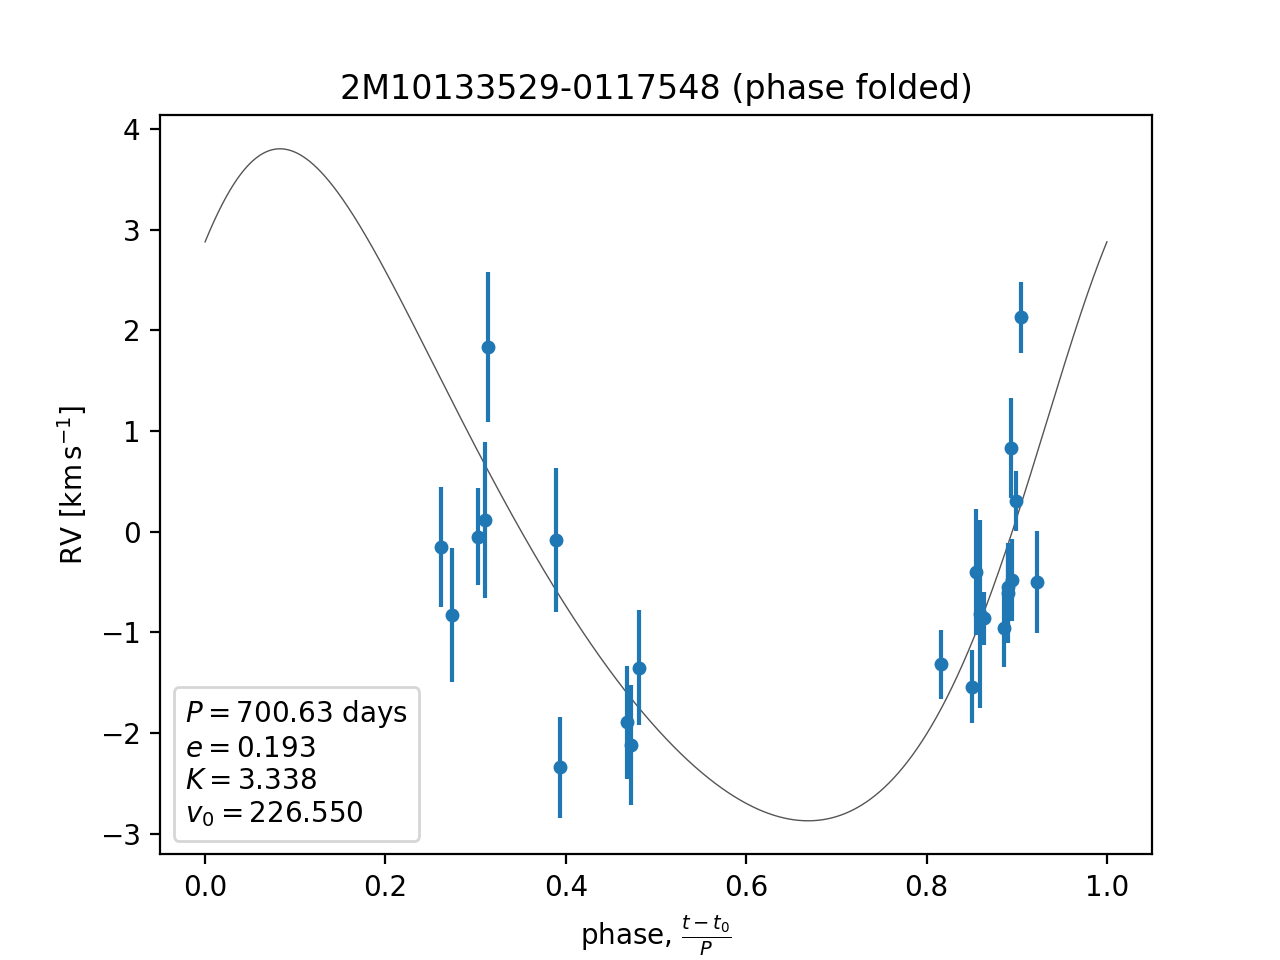 2M10133529-0117548 (phase folded)
4
3
2
1
0
−1
−2
−3
RV [km s⁻¹]
P = 700.63 days
e = 0.193
K = 3.338
v₀ = 226.550
0.0 0.2 0.4 0.6 0.8 1.0
phase, (t − t₀)/P